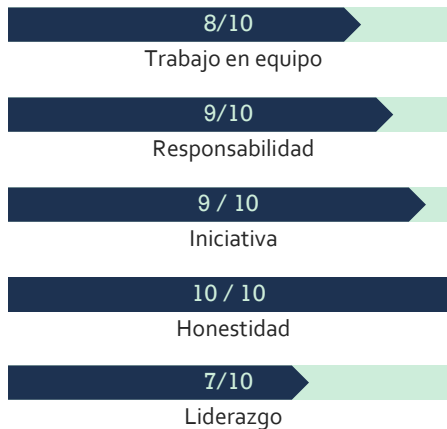 8/10
Trabajo en equipo
9/10
Responsabilidad
9 / 10
Iniciativa
10 / 10
Honestidad
7/10
Liderazgo